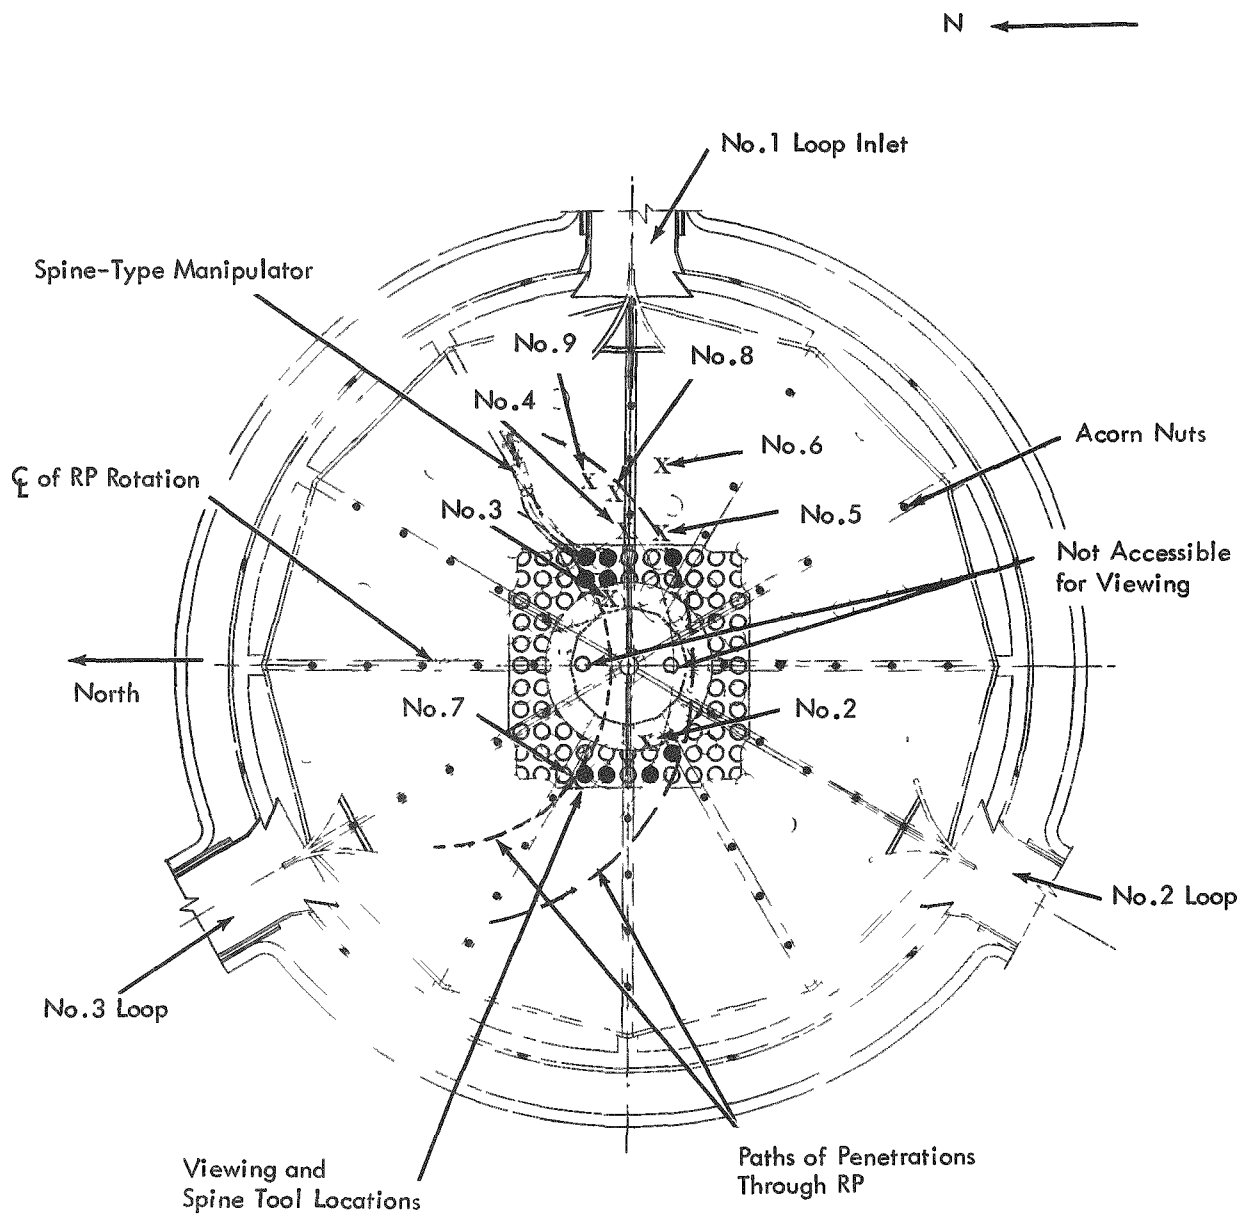 N
No.1 Loop Inlet
Spine-Type Manipulator
No.9
No.8
No.4
No.6
Acorn Nuts
℄ of RP Rotation
No.3
No.5
Not Accessible
for Viewing
X
X
X
X
X
X
X
North
No.7
No.2
No.2 Loop
No.3 Loop
Viewing and
Spine Tool Locations
Paths of Penetrations
Through RP